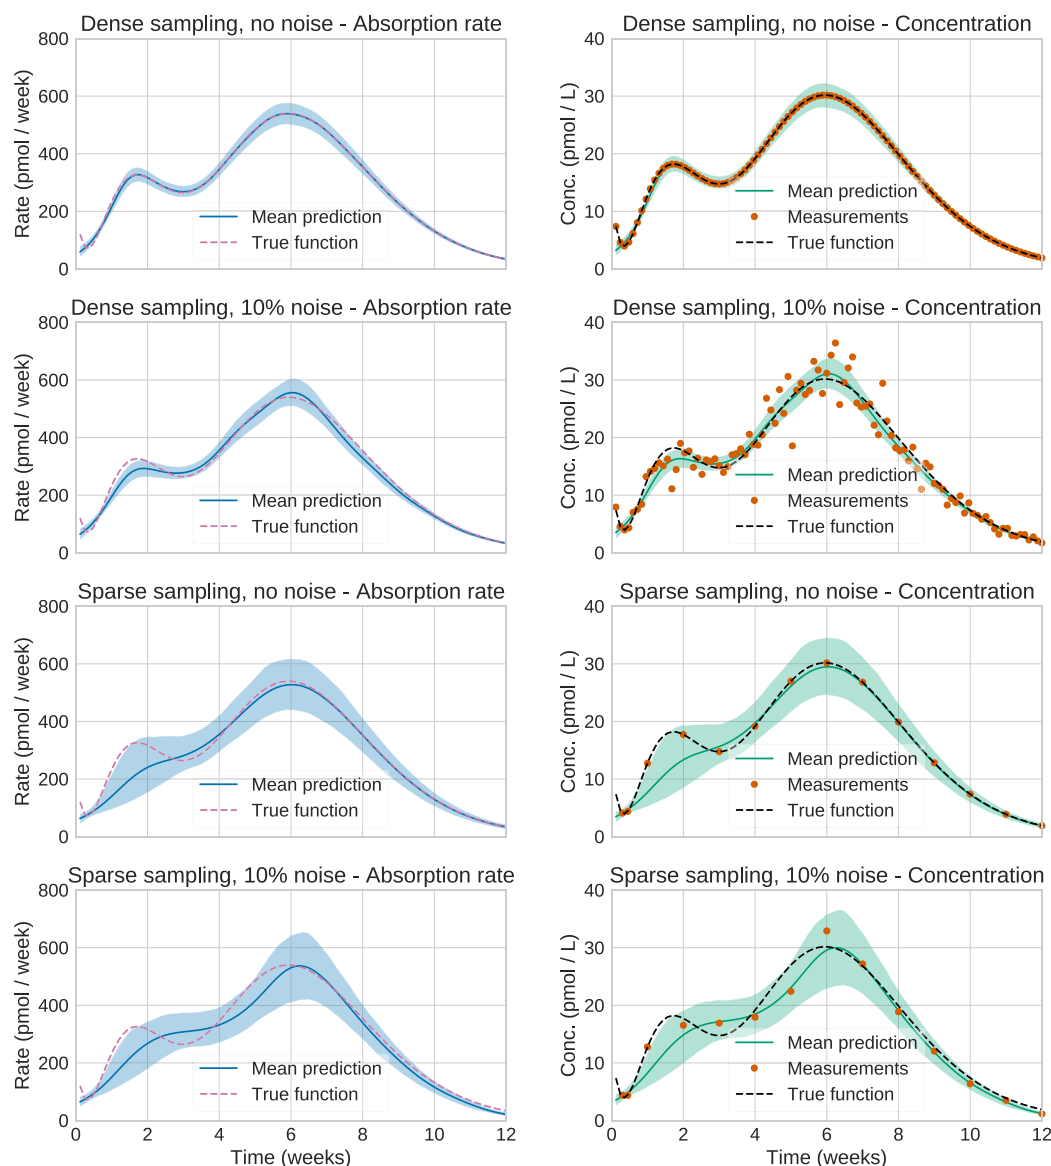 Dense sampling, no noise - Absorption rate
Rate (pmol / week)
800
600
400
200
0
Mean prediction
True function
Dense sampling, no noise - Concentration
Conc. (pmol / L)
40
30
20
10
0
Mean prediction
Measurements
True function
Dense sampling, 10% noise - Absorption rate
Rate (pmol / week)
800
600
400
200
0
Mean prediction
True function
Dense sampling, 10% noise - Concentration
Conc. (pmol / L)
40
30
20
10
0
Mean prediction
Measurements
True function
Sparse sampling, no noise - Absorption rate
Rate (pmol / week)
800
600
400
200
0
Mean prediction
True function
Sparse sampling, no noise - Concentration
Conc. (pmol / L)
40
30
20
10
0
Mean prediction
Measurements
True function
Sparse sampling, 10% noise - Absorption rate
Rate (pmol / week)
800
600
400
200
0
Mean prediction
True function
0 2 4 6 8 10 12
Time (weeks)
Sparse sampling, 10% noise - Concentration
Conc. (pmol / L)
40
30
20
10
0
Mean prediction
Measurements
True function
0 2 4 6 8 10 12
Time (weeks)